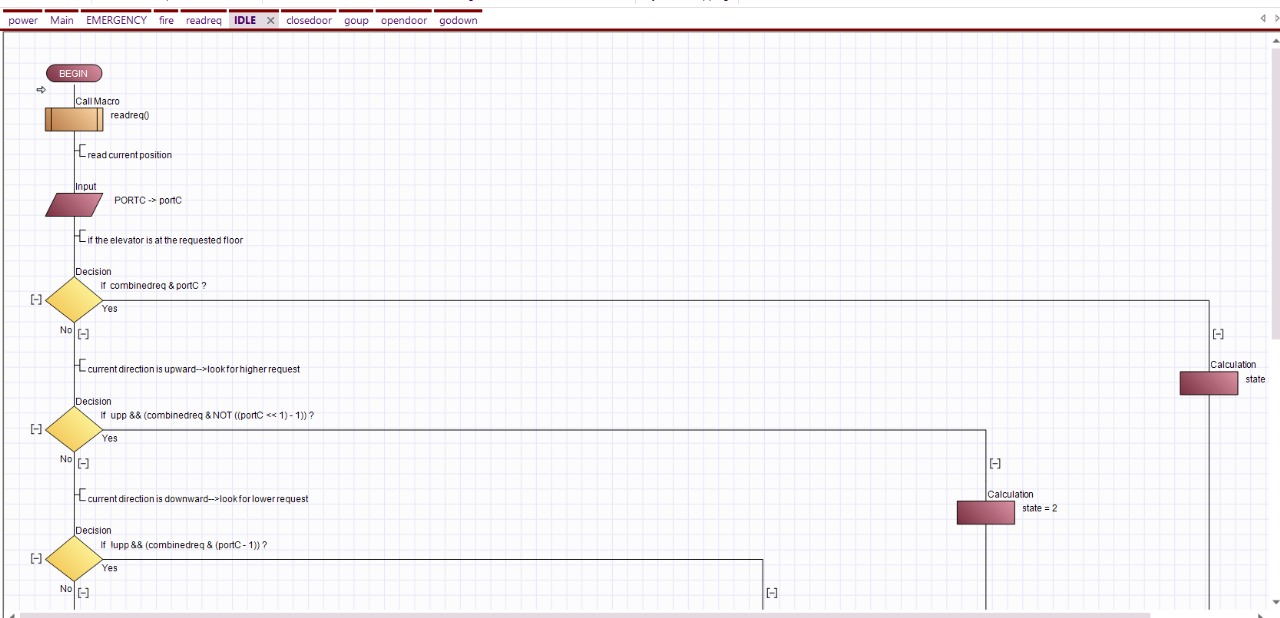 power Main EMERGENCY fire readreq IDLE closedoor goup opendoor godown
BEGIN
Call Macro
readreq()
read current position
Input
PORTC -> portC
if the elevator is at the requested floor
Decision
If combinedreq & portC ?
Yes
No
Calculation
state
current direction is upward-->look for higher request
Decision
If upp && (combinedreq & NOT ((portC << 1) - 1)) ?
Yes
No
Calculation
state = 2
current direction is downward-->look for lower request
Decision
If !upp && (combinedreq & (portC - 1)) ?
Yes
No